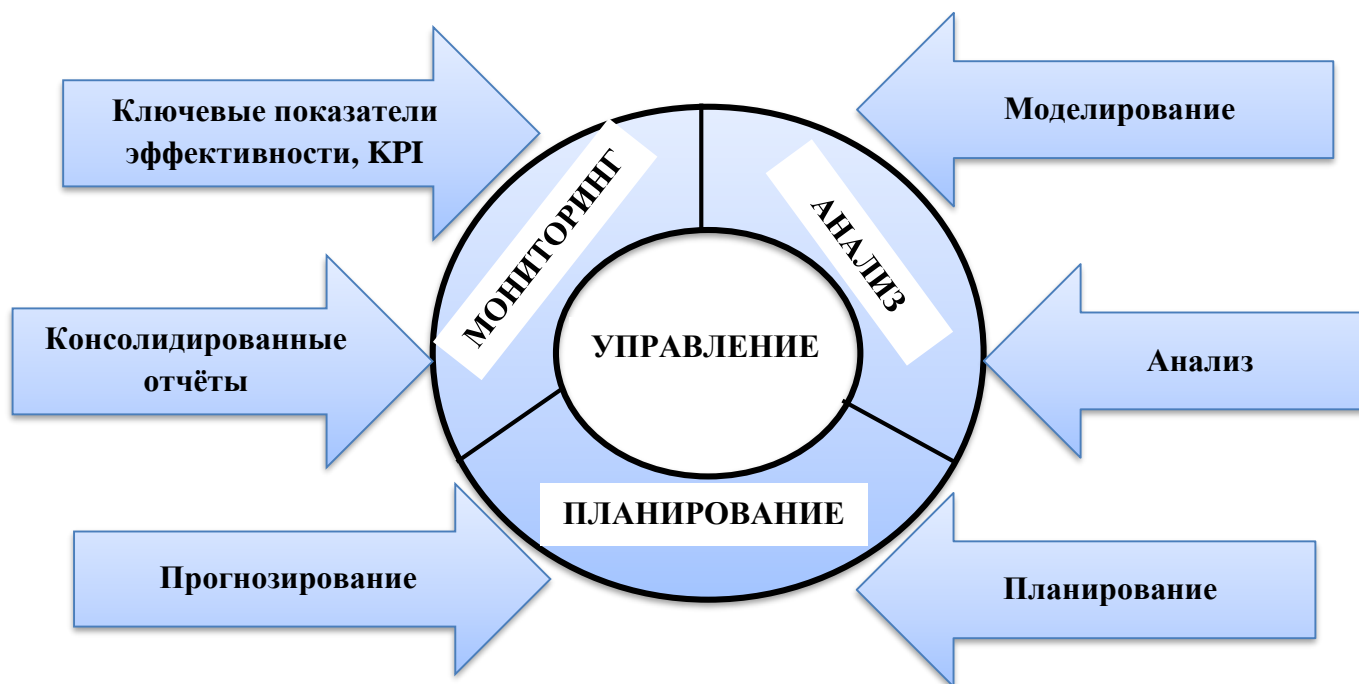 Ключевые показатели
эффективности, KPI
Моделирование
МОНИТОРИНГ
АНАЛИЗ
Консолидированные
отчёты
УПРАВЛЕНИЕ
Анализ
ПЛАНИРОВАНИЕ
Прогнозирование
Планирование